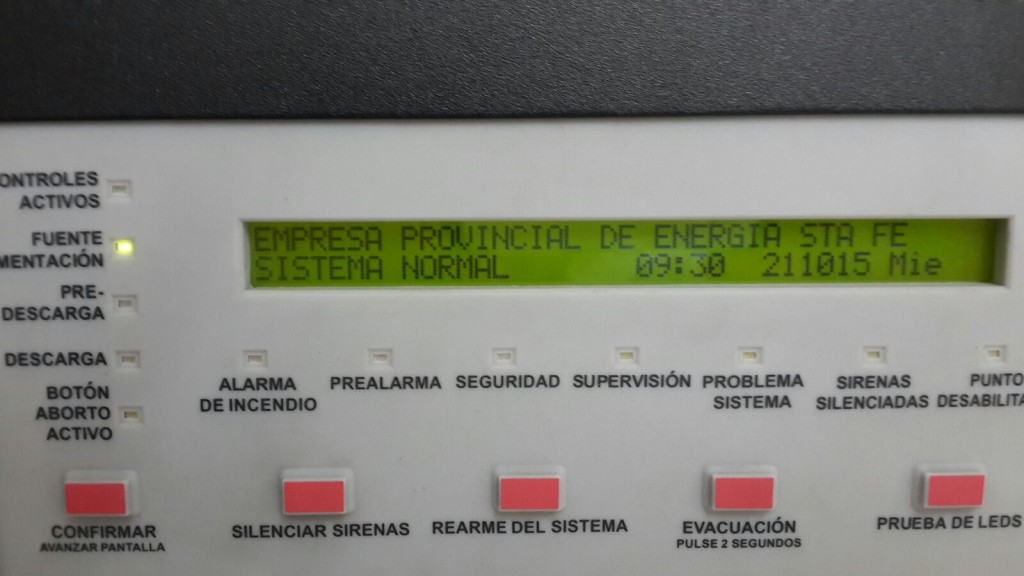 ONTROLES
ACTIVOS
FUENTE
MENTACIÓN
PRE-
DESCARGA
DESCARGA
BOTÓN
ABORTO
ACTIVO
EMPRESA PROVINCIAL DE ENERGIA STA FE
SISTEMA NORMAL 09:30 211015 Mie
ALARMA
DE INCENDIO
PREALARMA
SEGURIDAD
SUPERVISIÓN
PROBLEMA
SISTEMA
SIRENAS
SILENCIADAS
PUNTO
DESABILITA
CONFIRMAR
AVANZAR PANTALLA
SILENCIAR SIRENAS
REARME DEL SISTEMA
EVACUACIÓN
PULSE 2 SEGUNDOS
PRUEBA DE LEDS